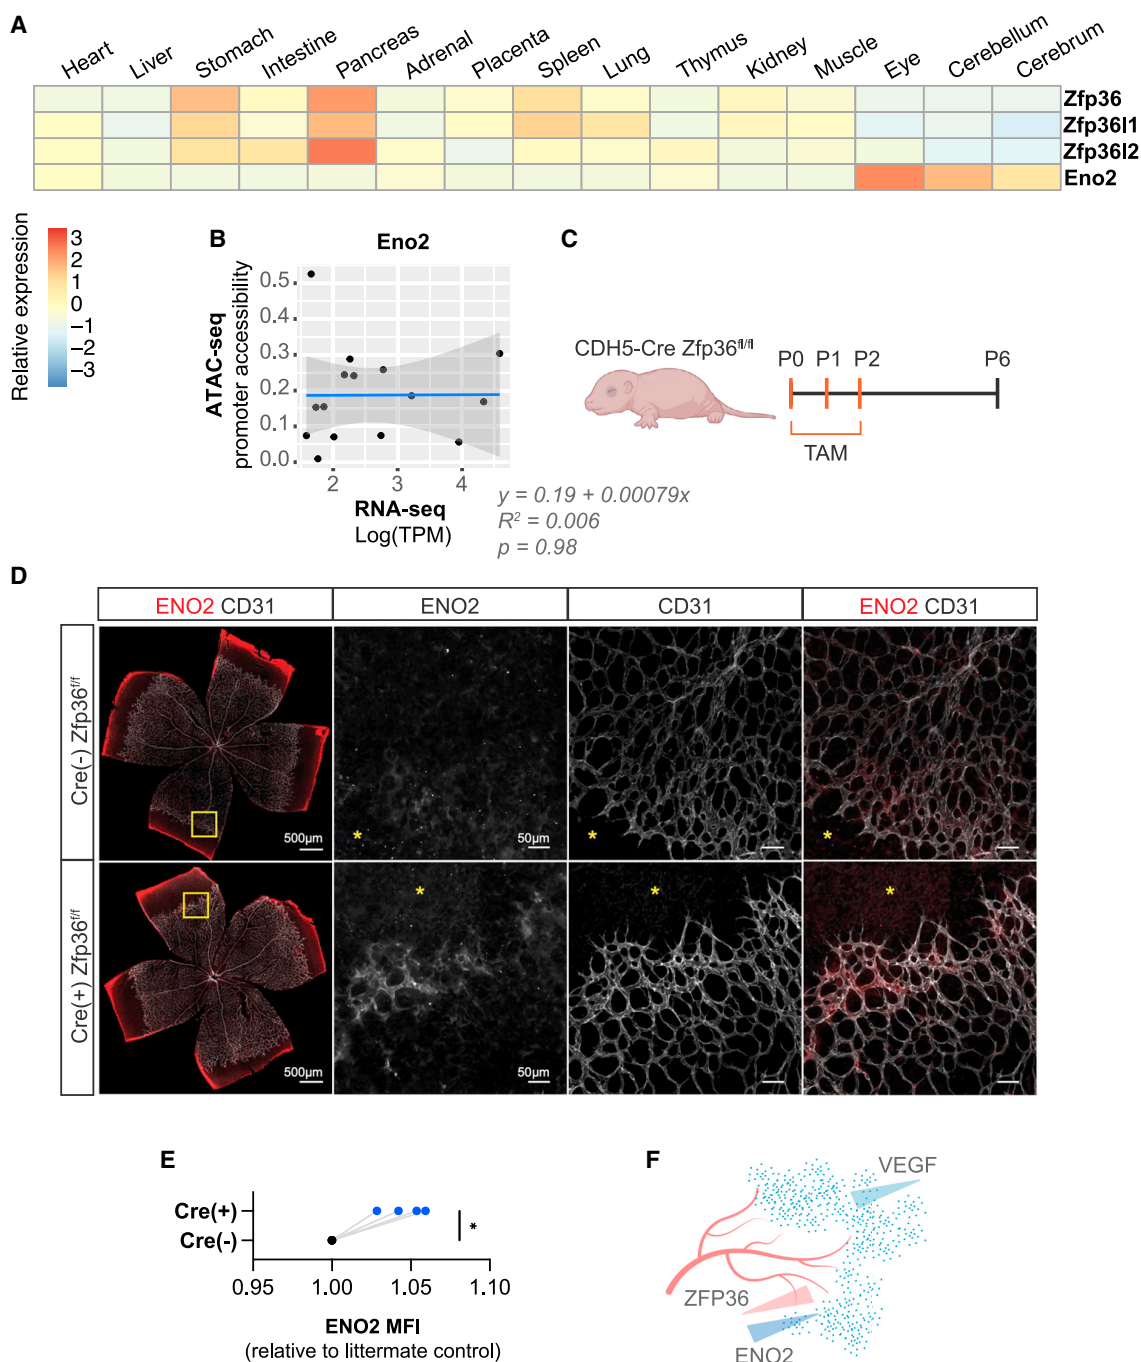 A
Heart Liver Stomach Intestine Pancreas Adrenal Placenta Spleen Lung Thymus Kidney Muscle Eye Cerebellum Cerebrum
Zfp36
Zfp36l1
Zfp36l2
Eno2
Relative expression
3
2
1
0
−1
−2
−3
B
Eno2
ATAC-seq
promoter accessibility
0.5
0.4
0.3
0.2
0.1
0.0
2 3 4
RNA-seq
Log(TPM)
y = 0.19 + 0.00079x
R² = 0.006
p = 0.98
C
CDH5-Cre Zfp36fl/fl
P0 P1 P2 P6
TAM
D
ENO2 CD31 ENO2 CD31 ENO2 CD31
Cre(-) Zfp36f/f
* * *
500µm 50µm
Cre(+) Zfp36f/f
* * *
500µm 50µm
E
Cre(+)
Cre(-)
*
0.95 1.00 1.05 1.10
ENO2 MFI
(relative to littermate control)
F
VEGF
ZFP36
ENO2